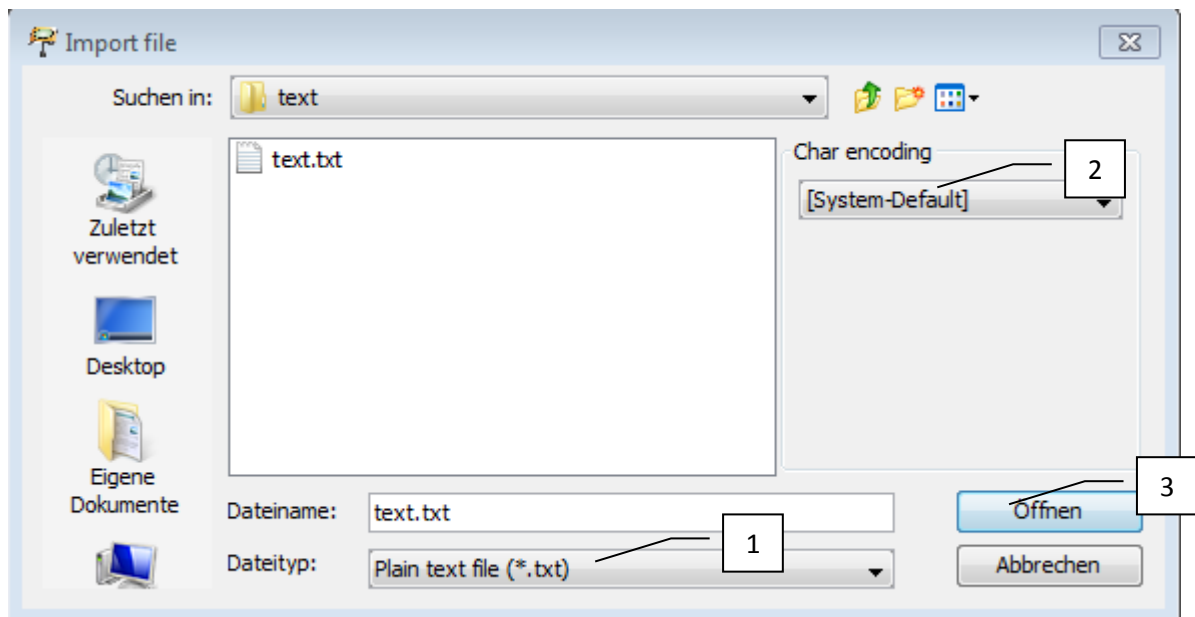 Import file
Suchen in:
text
text.txt
Char encoding
2
[System-Default]
Zuletzt
verwendet
Desktop
Eigene
Dokumente
Dateiname:
text.txt
3
Öffnen
1
Dateityp:
Plain text file (*.txt)
Abbrechen